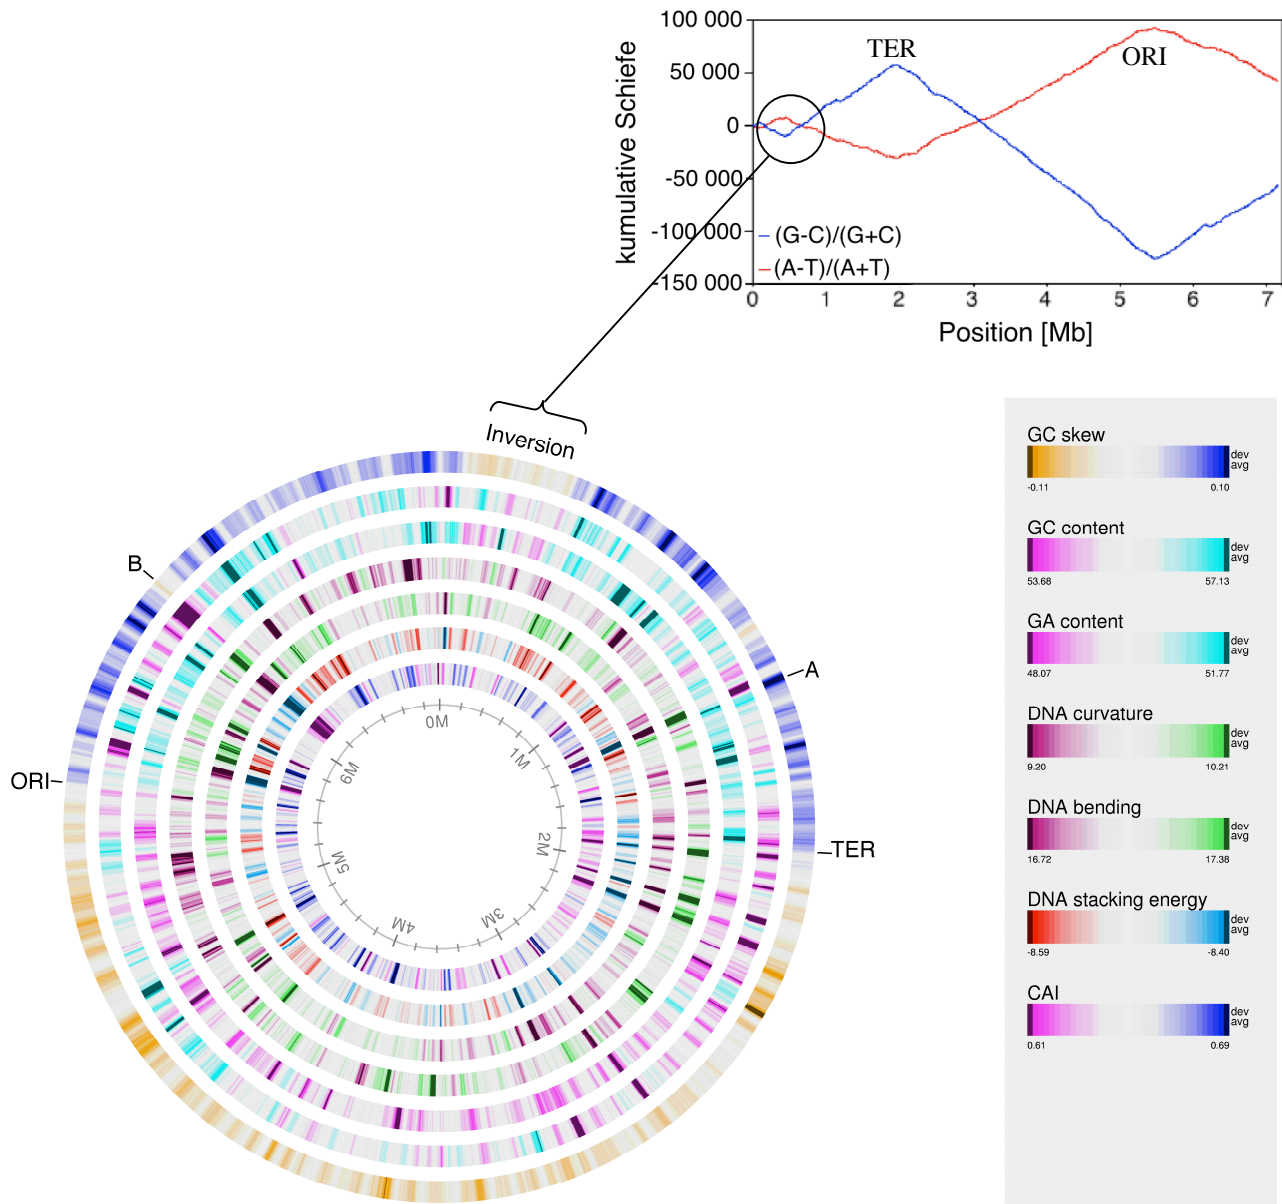 100 000
50 000
0
-50 000
-100 000
-150 000
kumulative Schiefe
TER
ORI
(G-C)/(G+C)
(A-T)/(A+T)
0 1 2 3 4 5 6 7
Position [Mb]
Inversion
B
A
ORI
TER
0M
1M
2M
3M
4M
5M
6M
GC skew
dev
avg
-0.11 0.10
GC content
dev
avg
53.68 57.13
GA content
dev
avg
48.07 51.77
DNA curvature
dev
avg
9.20 10.21
DNA bending
dev
avg
16.72 17.38
DNA stacking energy
dev
avg
-8.59 -8.40
CAI
dev
avg
0.61 0.69